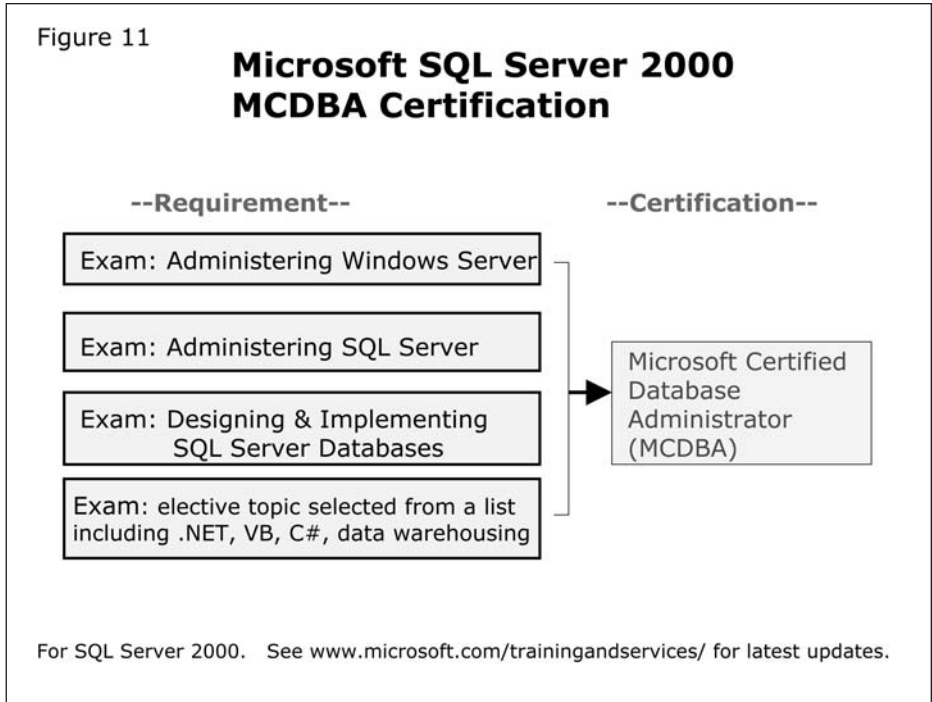 Figure 11
Microsoft SQL Server 2000
MCDBA Certification
--Requirement--
--Certification--
Exam: Administering Windows Server
Exam: Administering SQL Server
Exam: Designing & Implementing
SQL Server Databases
Exam: elective topic selected from a list
including .NET, VB, C#, data warehousing
Microsoft Certified
Database
Administrator
(MCDBA)
For SQL Server 2000. See www.microsoft.com/trainingandservices/ for latest updates.